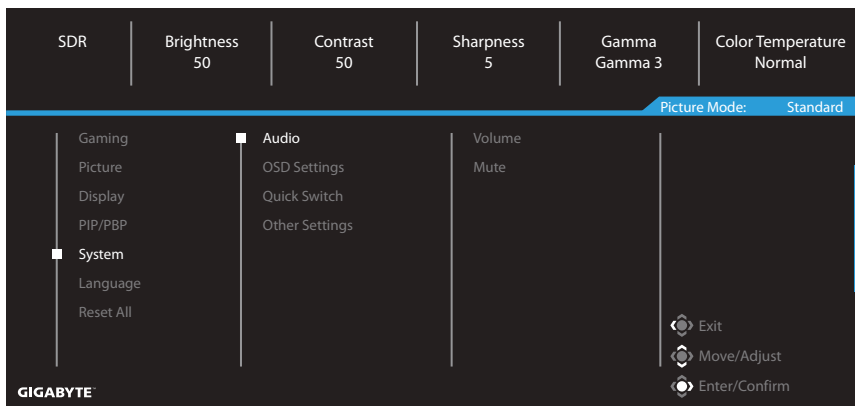 SDR
Brightness
50
Contrast
50
Sharpness
5
Gamma
Gamma 3
Color Temperature
Normal
Picture Mode: Standard
Gaming
Picture
Display
PIP/PBP
System
Language
Reset All
Audio
OSD Settings
Quick Switch
Other Settings
Volume
Mute
Exit
Move/Adjust
Enter/Confirm
GIGABYTE™